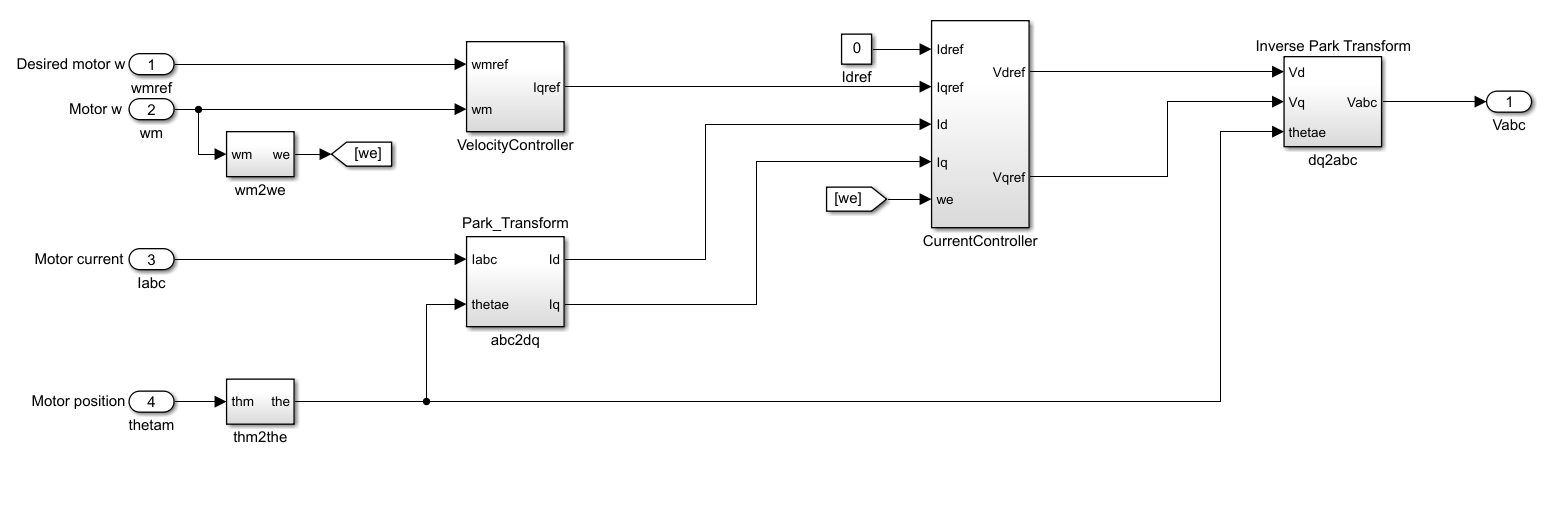 Desired motor w
1
wmref
Motor w
2
wm
wm
we
wm2we
[we]
wmref
wm
Iqref
VelocityController
Motor current
3
Iabc
Park_Transform
Iabc
thetae
Id
Iq
abc2dq
Motor position
4
thetam
thm
the
thm2the
0
Idref
[we]
Idref
Iqref
Id
Iq
we
Vdref
Vqref
CurrentController
Inverse Park Transform
Vd
Vq
thetae
Vabc
dq2abc
1
Vabc